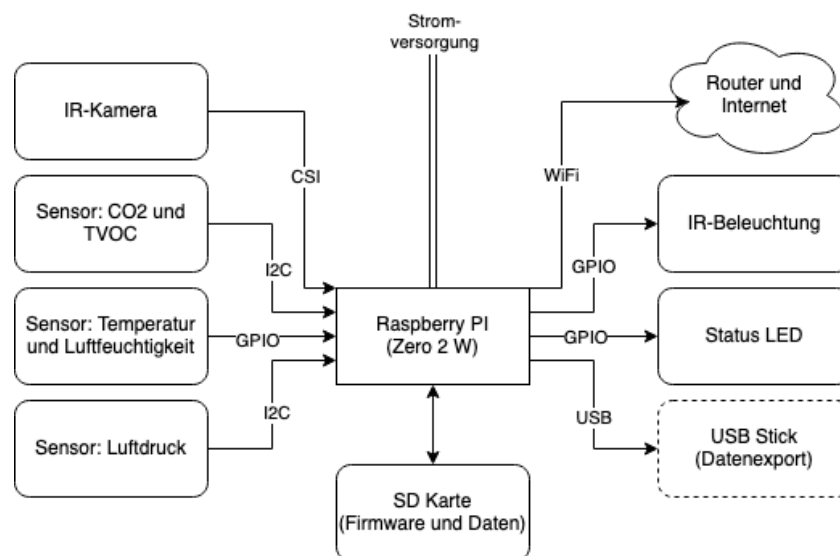 Strom-
versorgung
IR-Kamera
Router und
Internet
CSI
WiFi
Sensor: CO2 und
TVOC
IR-Beleuchtung
I2C
GPIO
Sensor: Temperatur
und Luftfeuchtigkeit
GPIO
Raspberry PI
(Zero 2 W)
GPIO
Status LED
I2C
USB
Sensor: Luftdruck
USB Stick
(Datenexport)
SD Karte
(Firmware und Daten)